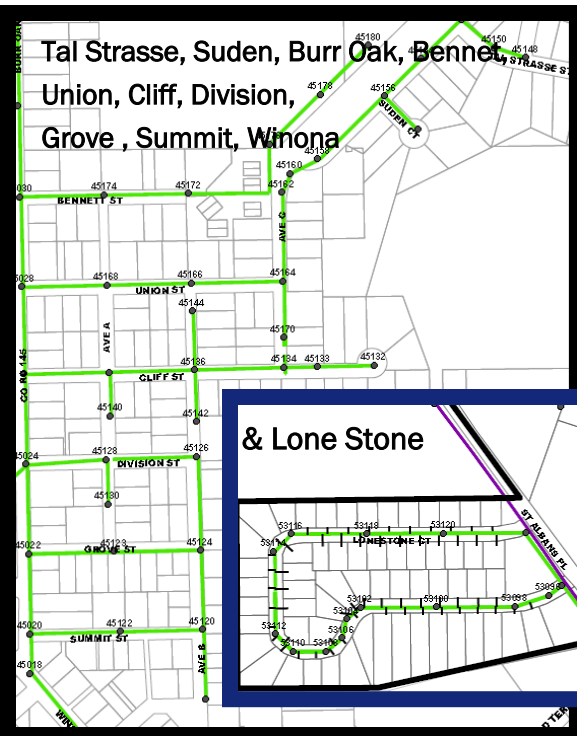 Tal Strasse, Suden, Burr Oak, Bennet,
Union, Cliff, Division,
Grove , Summit, Winona
45180
45150
45148
STRASSE ST
45178
45156
SUDEN CT
45160
45162
45174
45172
BENNETT ST
AVE C
45168
45166
45164
UNION ST
45144
45170
AVE A
CO RD 145
45136
45134
45133
45132
CLIFF ST
45140
45142
45128
45126
45024
DIVISION ST
45130
45022
45123
45124
GROVE ST
45020
45122
45120
SUMMIT ST
45018
AVE B
& Lone Stone
ST ALBANS PL
53116
53118
53120
LONESTONE CT
53102
53100
53098
53096
53112
53110
53106